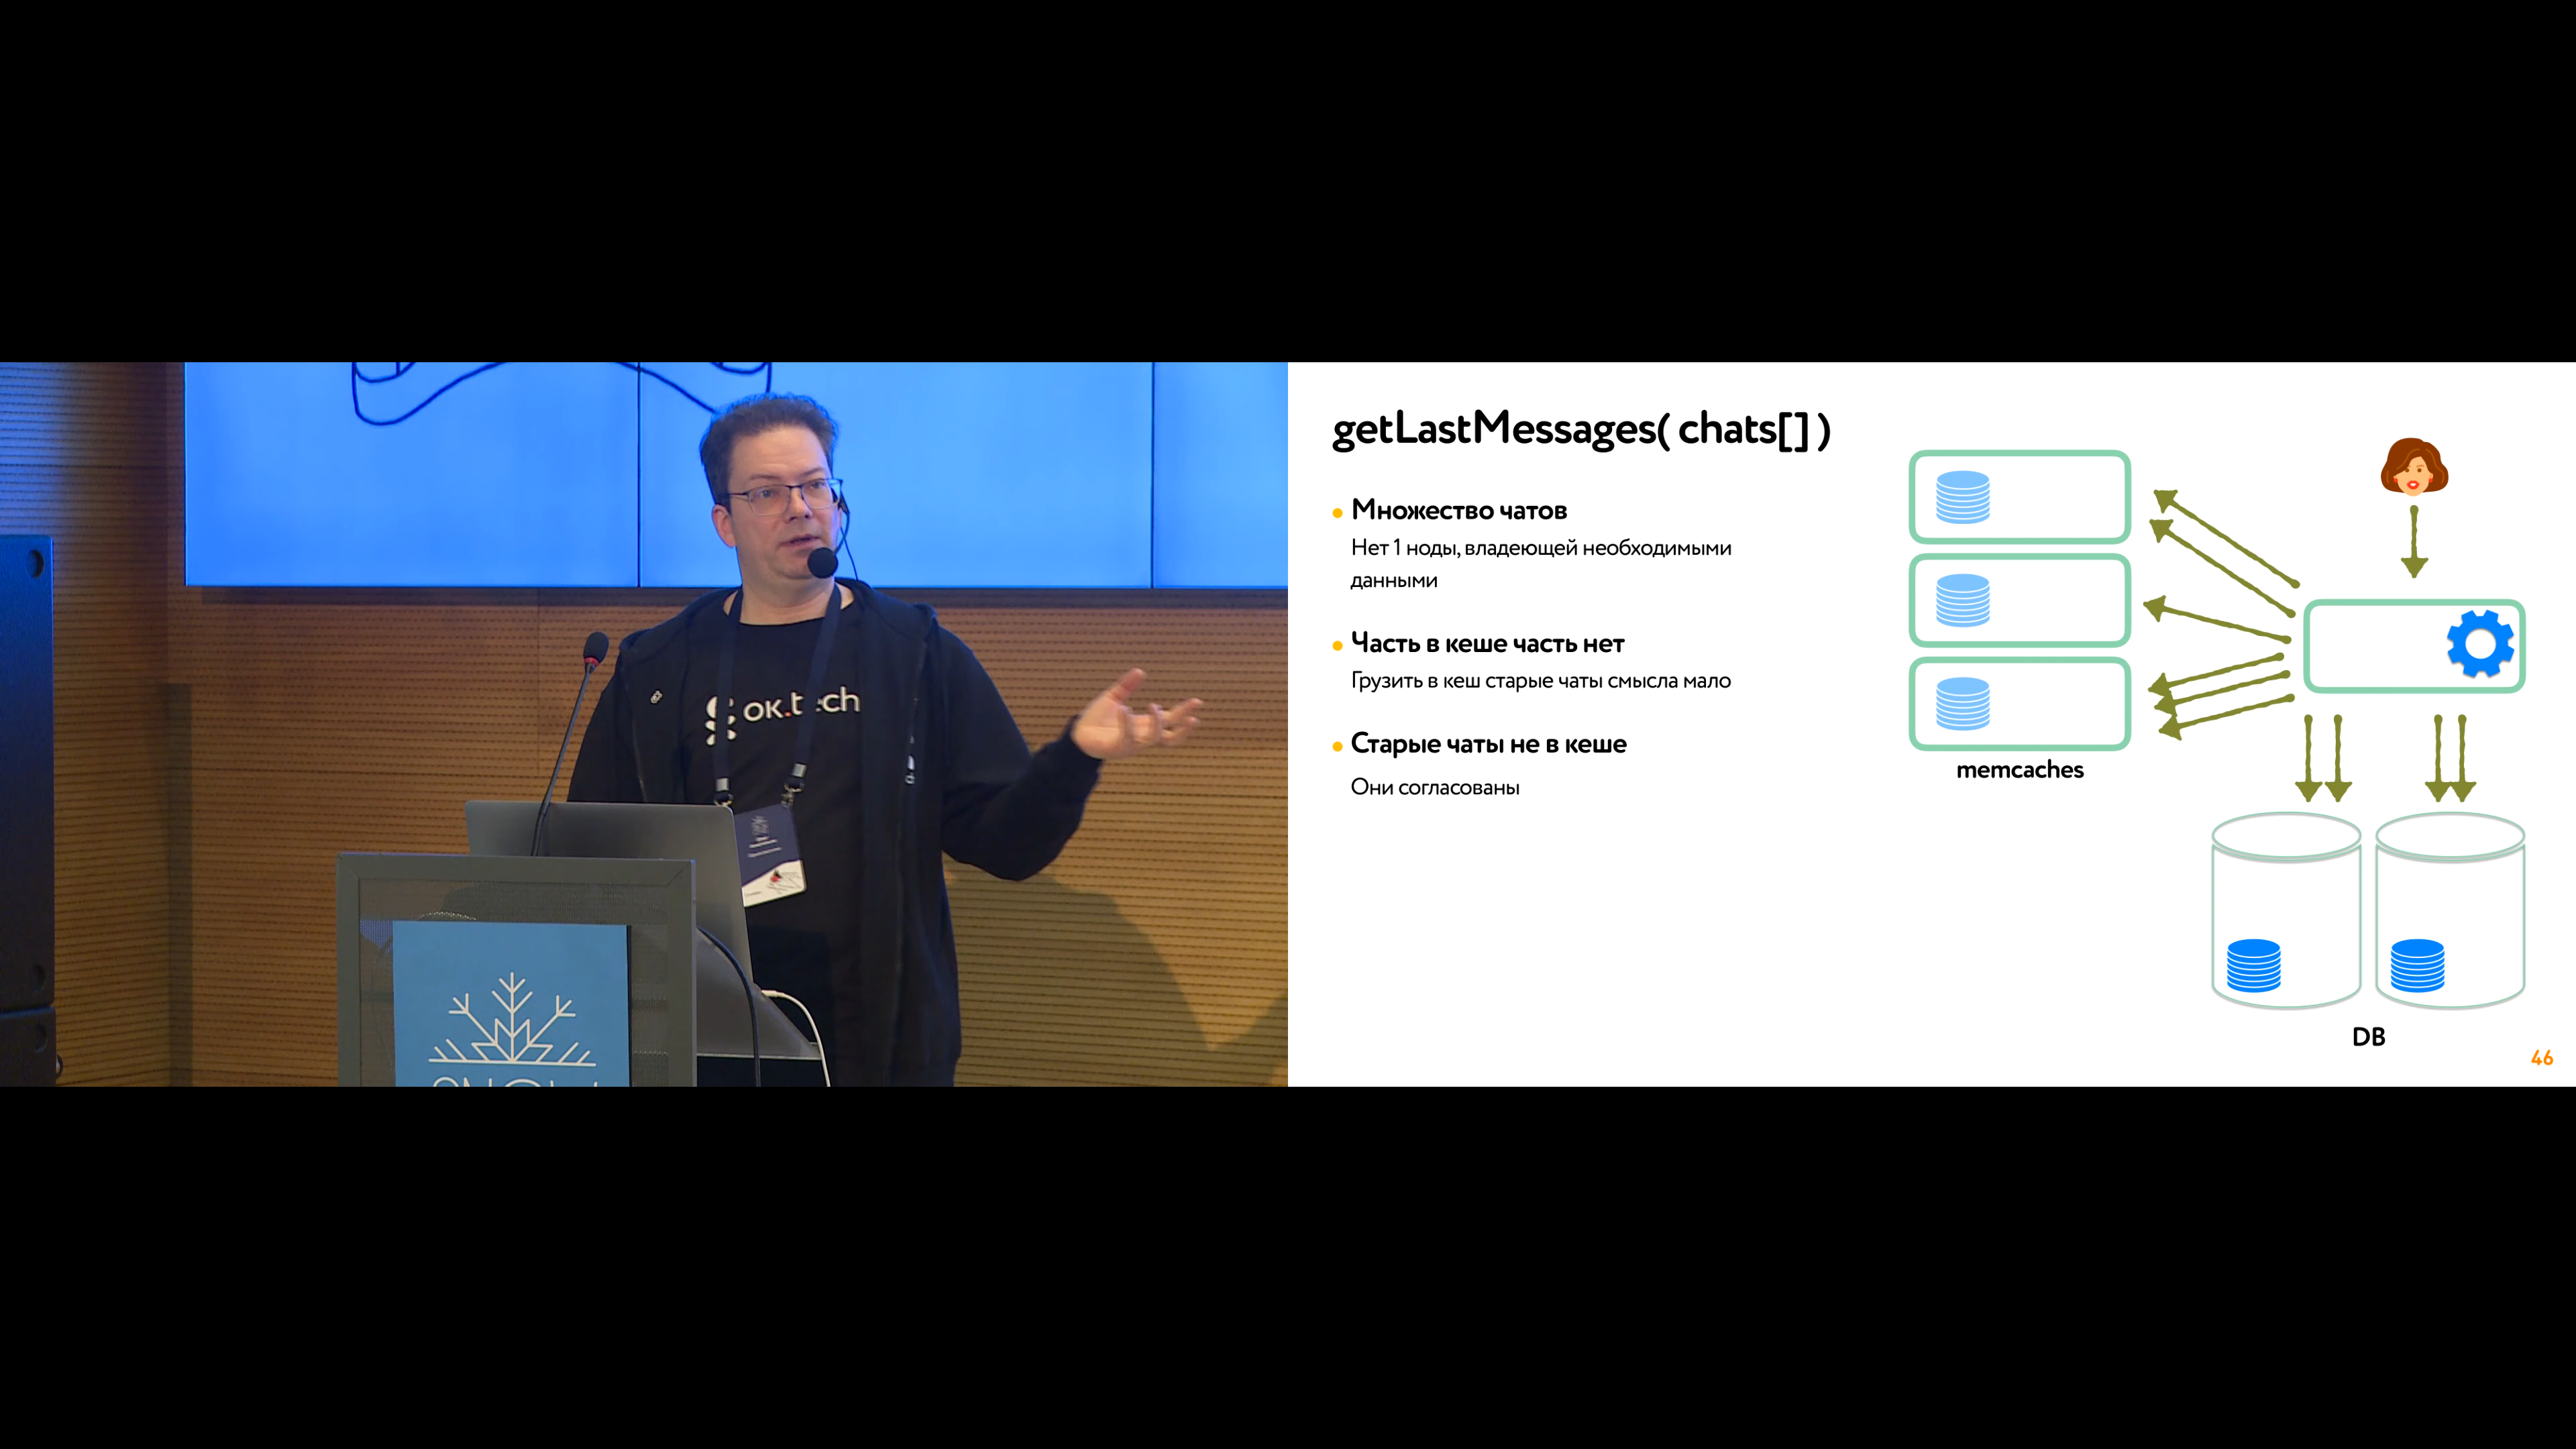 ok.tech
getLastMessages( chats[] )
Множество чатов
Нет 1 ноды, владеющей необходимыми
данными
Часть в кеше часть нет
Грузить в кеш старые чаты смысла мало
Старые чаты не в кеше
Они согласованы
memcaches
DB
46